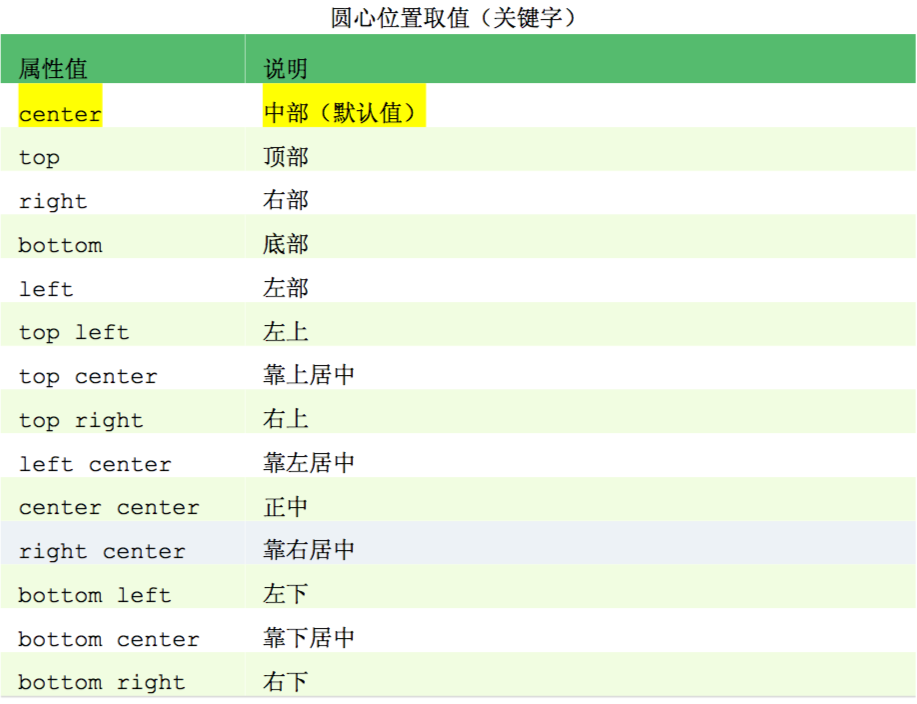 圆心位置取值（关键字）
属性值 说明
center 中部（默认值）
top 顶部
right 右部
bottom 底部
left 左部
top left 左上
top center 靠上居中
top right 右上
left center 靠左居中
center center 正中
right center 靠右居中
bottom left 左下
bottom center 靠下居中
bottom right 右下